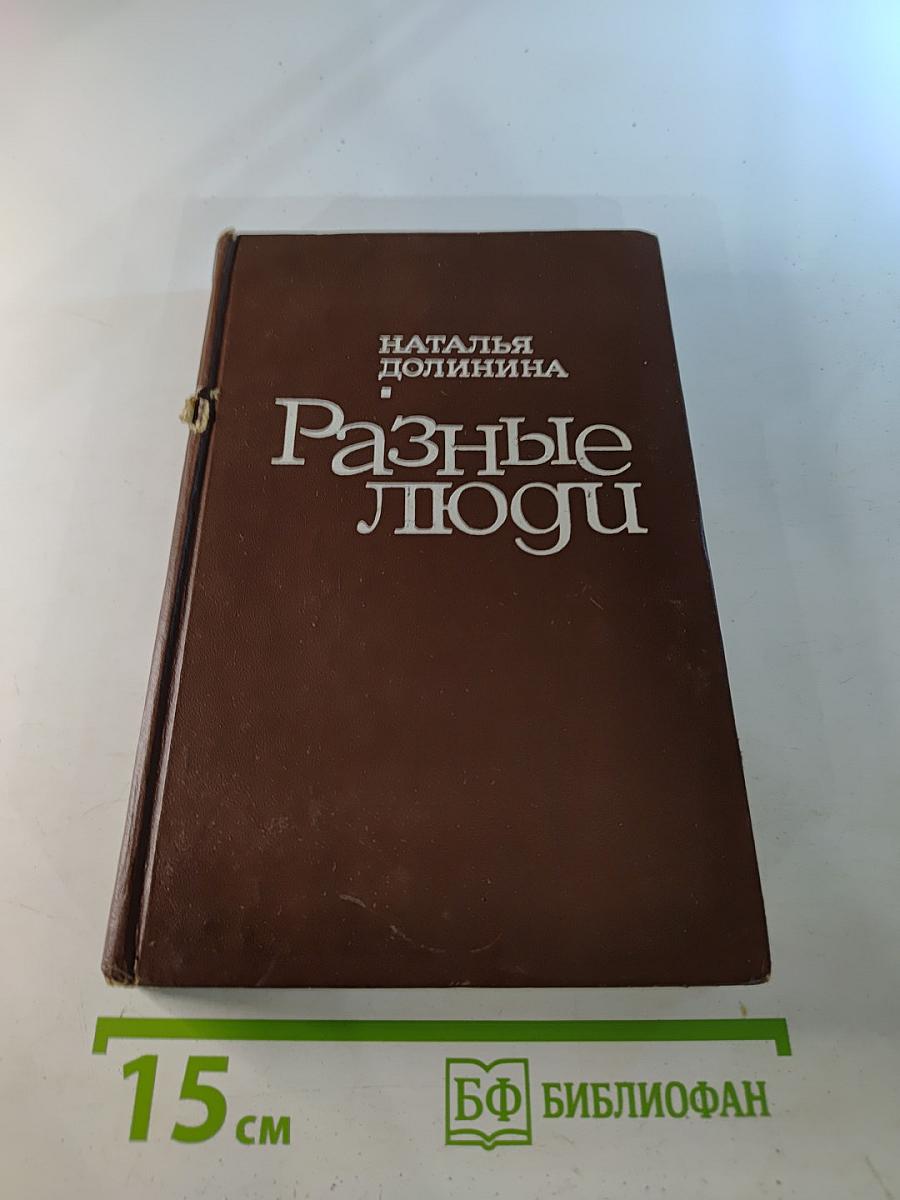 НАТАЛЬЯ
ДОЛИНИНА
Разные
люди
15 см
БФ БИБЛИОФАН